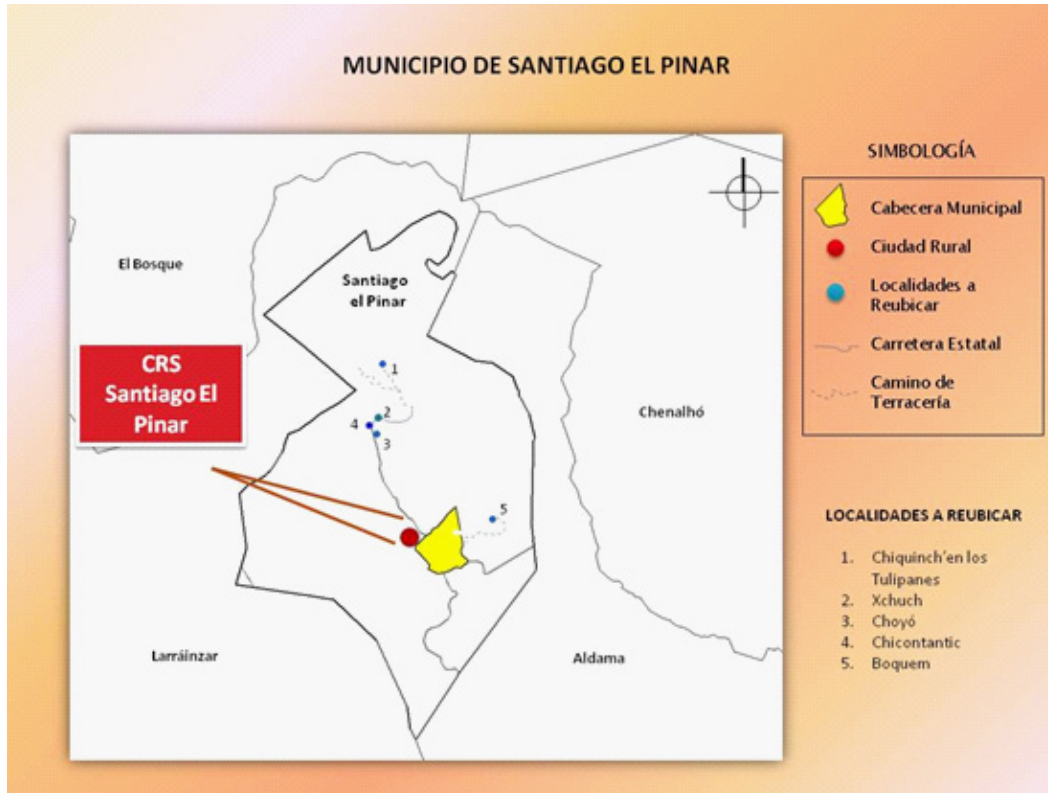 MUNICIPIO DE SANTIAGO EL PINAR
SIMBOLOGÍA
Cabecera Municipal
Ciudad Rural
Localidades a
Reubicar
Carretera Estatal
Camino de
Terracería
El Bosque
Santiago
el Pinar
CRS
Santiago El
Pinar
1
2
4
3
Chenalhó
5
Larráinzar
Aldama
LOCALIDADES A REUBICAR
1. Chiquinch'en los
Tulipanes
2. Xchuch
3. Choyó
4. Chicontantic
5. Boquem